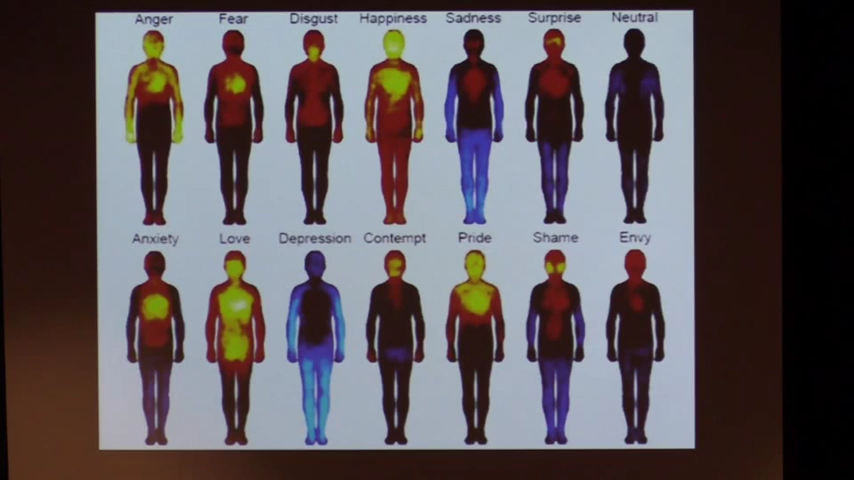 Anger Fear Disgust Happiness Sadness Surprise Neutral
Anxiety Love Depression Contempt Pride Shame Envy